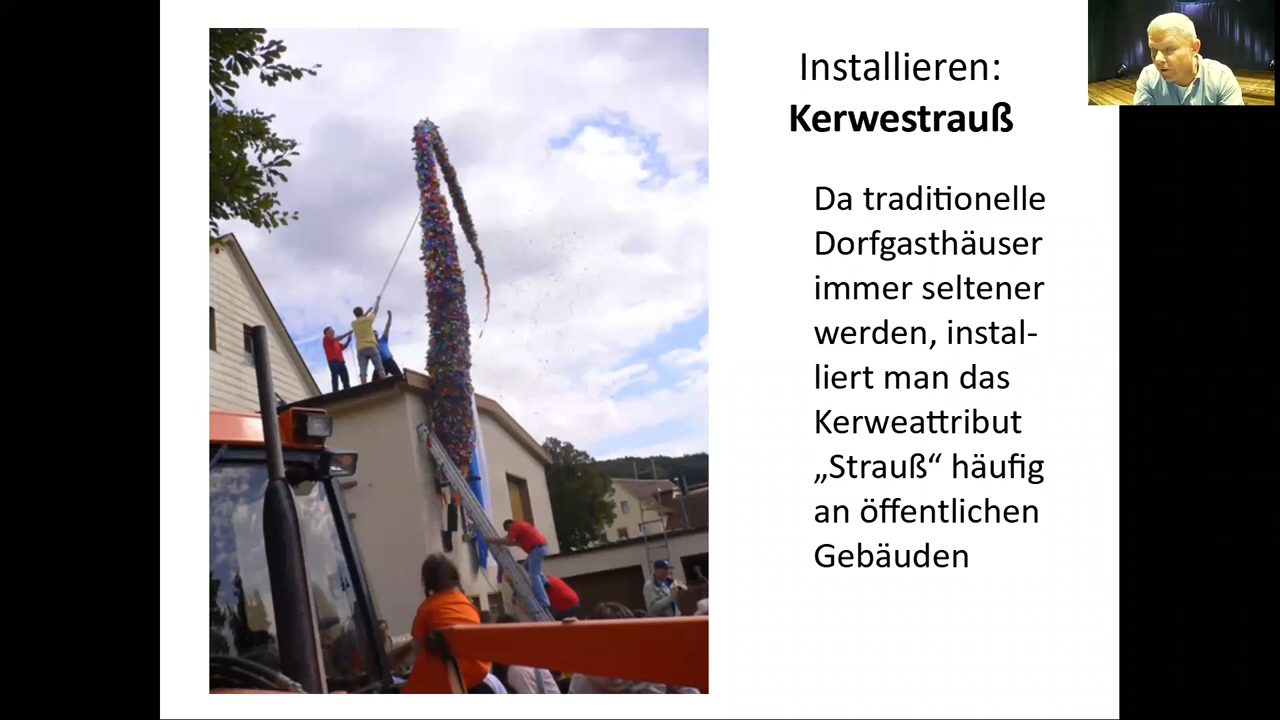 Installieren:
Kerwestrauß
Da traditionelle
Dorfgasthäuser
immer seltener
werden, instal-
liert man das
Kerweattribut
„Strauß“ häufig
an öffentlichen
Gebäuden